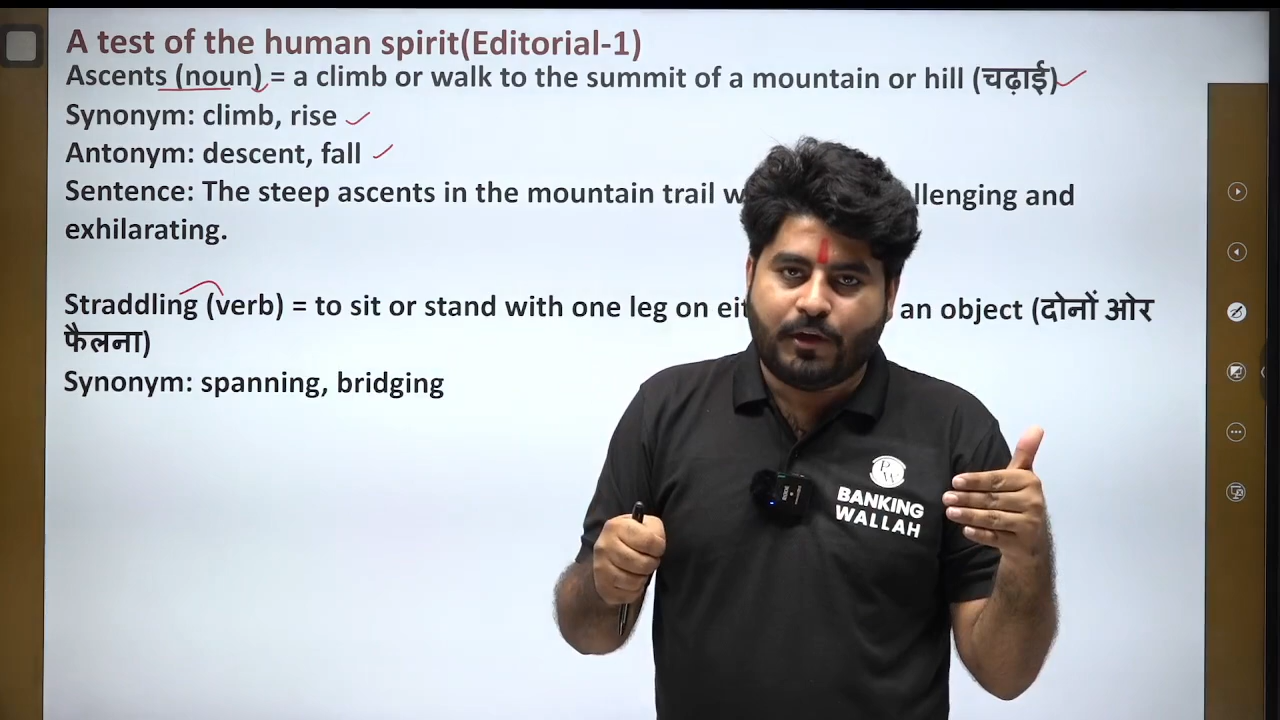 A test of the human spirit(Editorial-1)
Ascents (noun) = a climb or walk to the summit of a mountain or hill (चढ़ाई)
Synonym: climb, rise
Antonym: descent, fall
Sentence: The steep ascents in the mountain trail and
exhilarating.
Straddling (verb) = to sit or stand with one leg on an object (दोनों ओर
फैलना)
Synonym: spanning, bridging
PW
BANKING
WALLAH